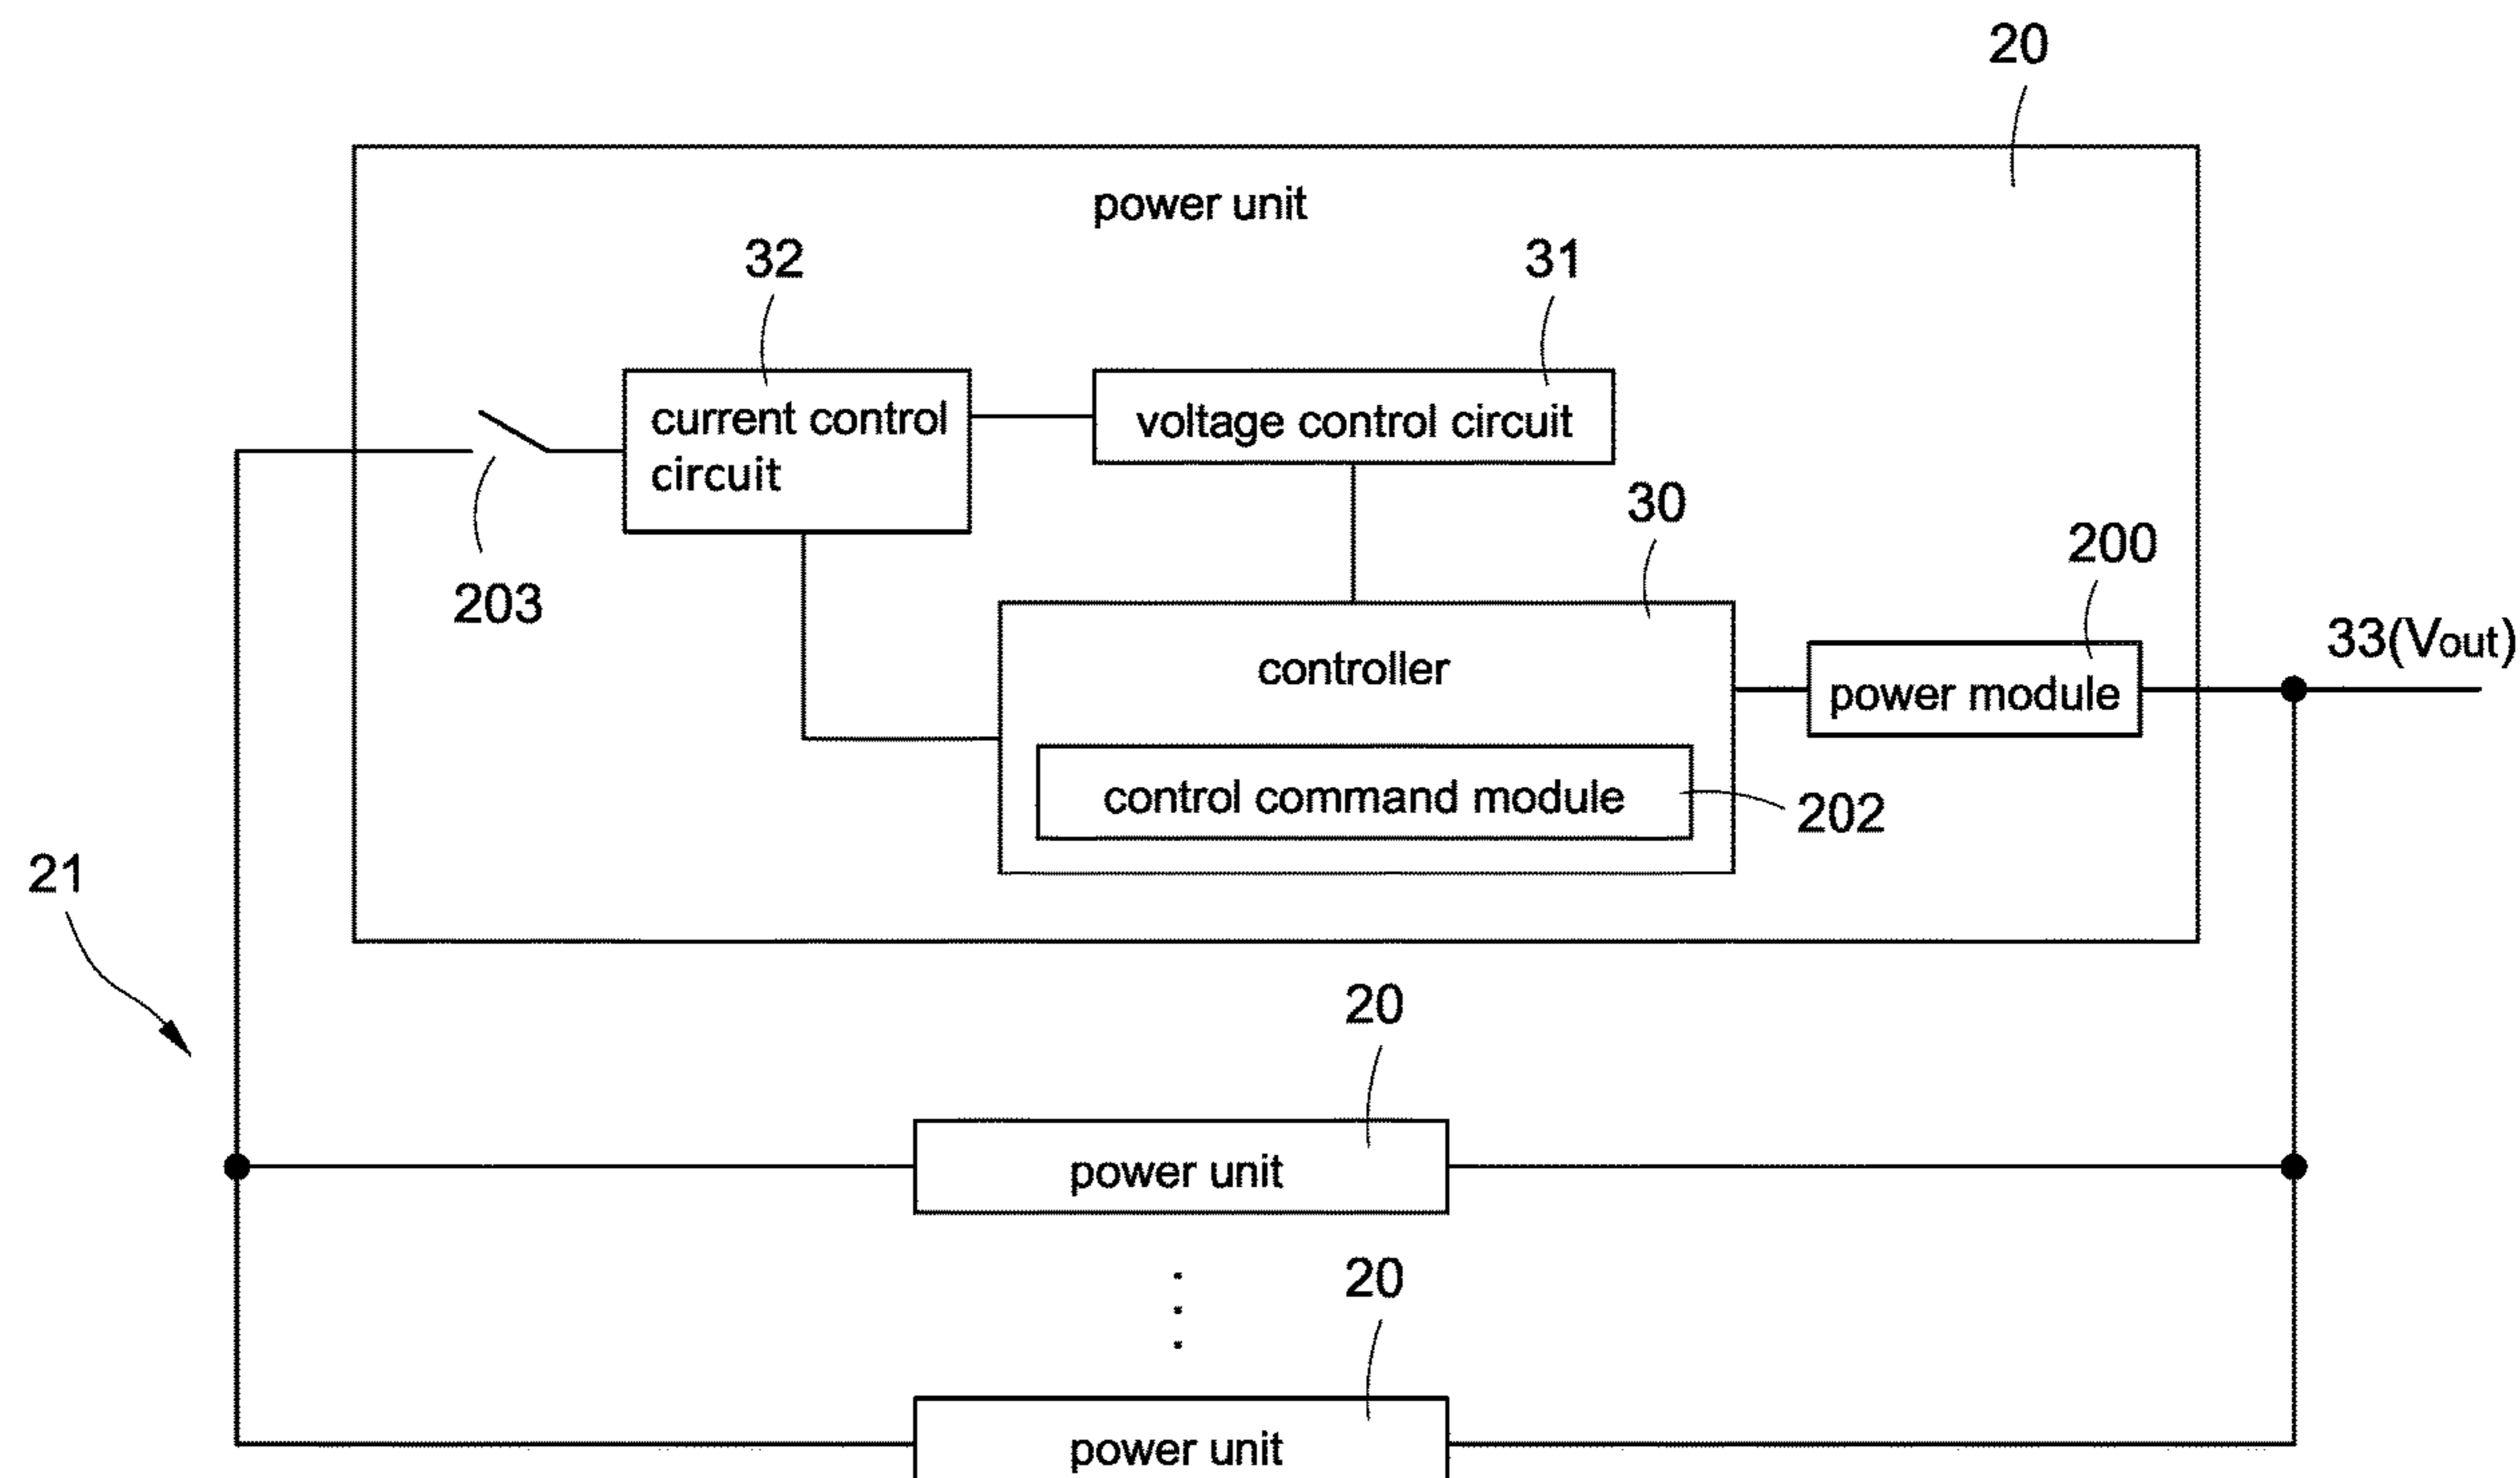 20
power unit
32
31
current control
circuit
voltage control circuit
30
200
203
33(Vout)
controller
power module
control command module
202
21
20
power unit
20
power unit